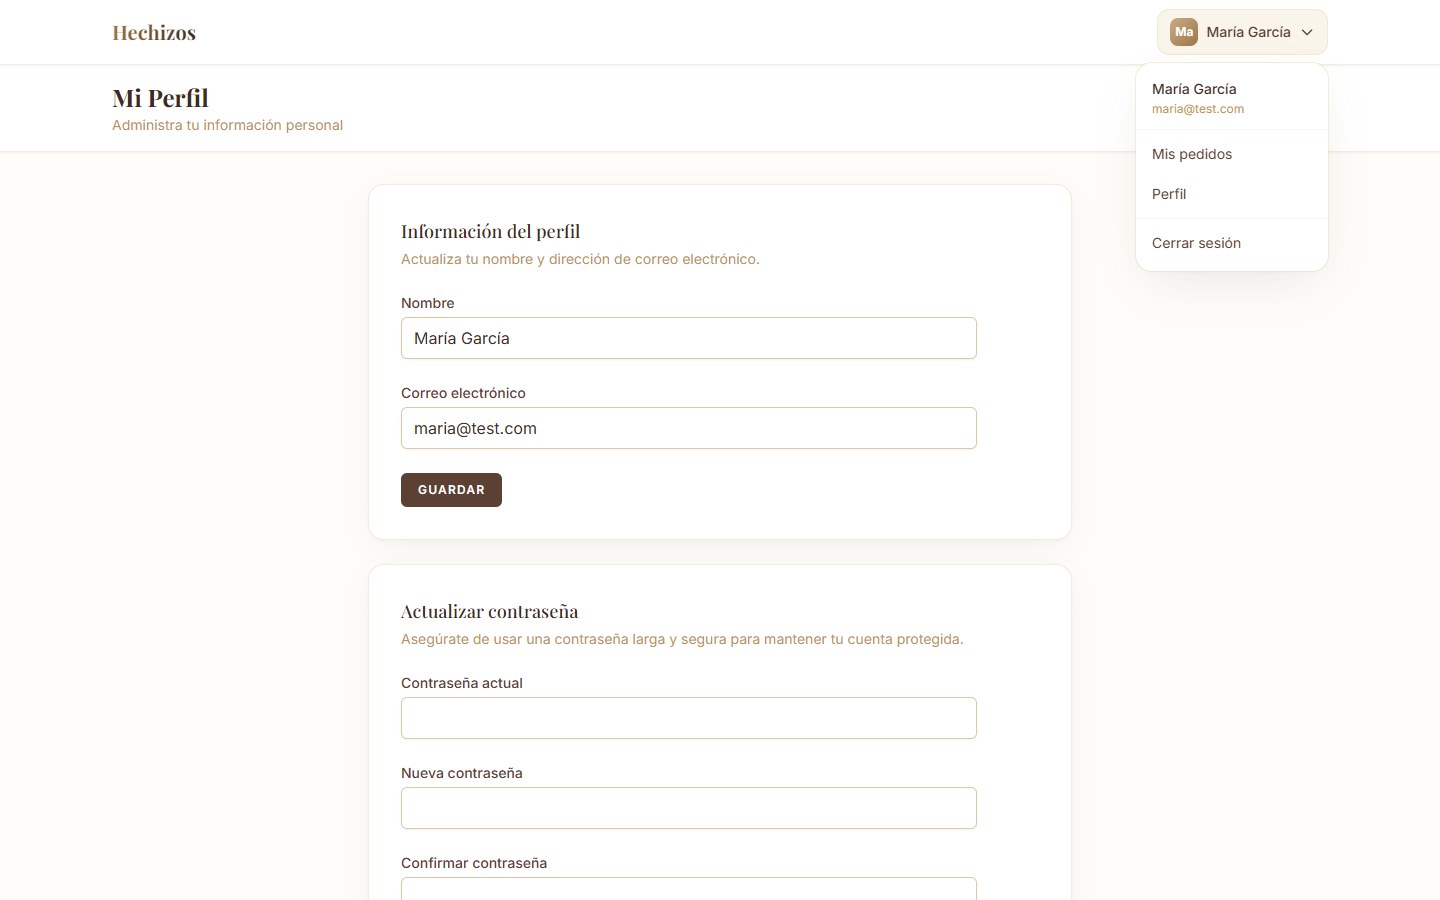 Hechizos
Ma María García
María García
maria@test.com
Mis pedidos
Perfil
Cerrar sesión
Mi Perfil
Administra tu información personal
Información del perfil
Actualiza tu nombre y dirección de correo electrónico.
Nombre
María García
Correo electrónico
maria@test.com
GUARDAR
Actualizar contraseña
Asegúrate de usar una contraseña larga y segura para mantener tu cuenta protegida.
Contraseña actual
Nueva contraseña
Confirmar contraseña